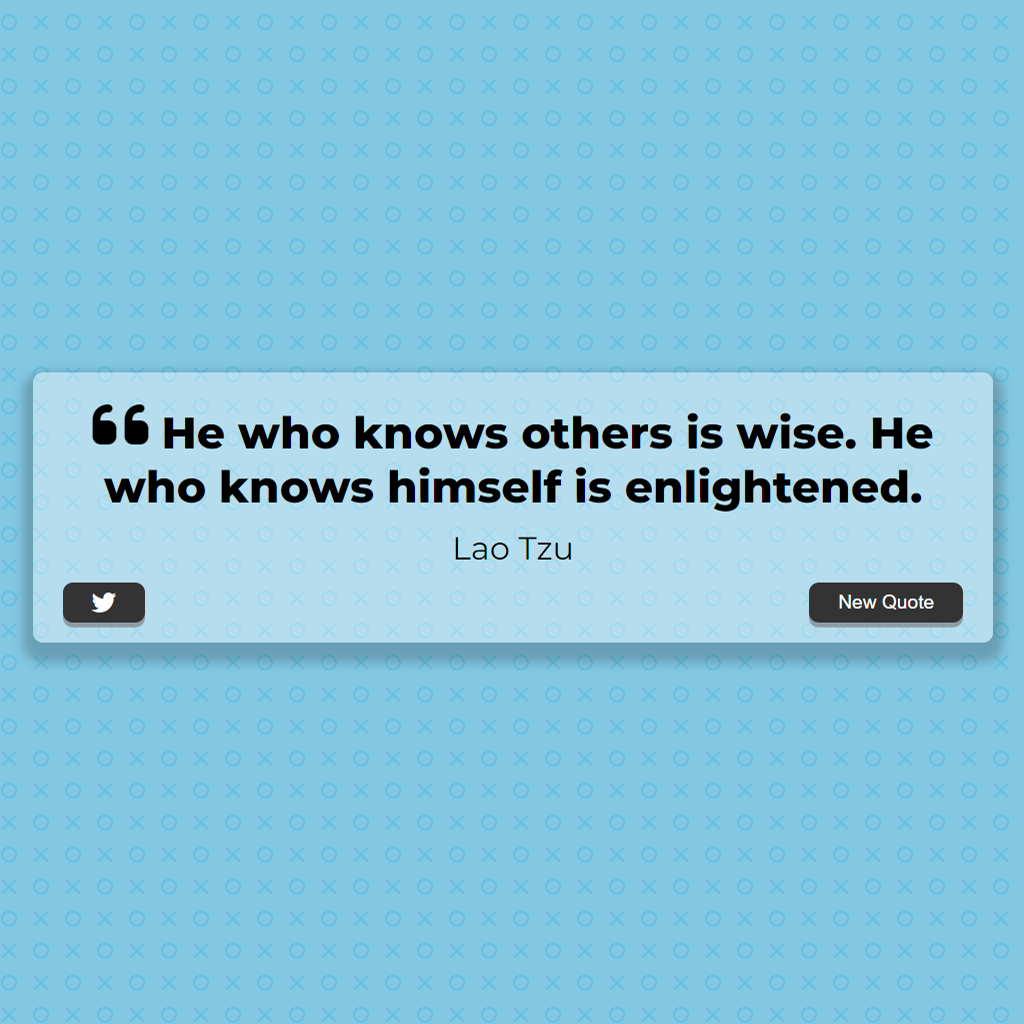 He who knows others is wise. He
who knows himself is enlightened.
Lao Tzu
New Quote